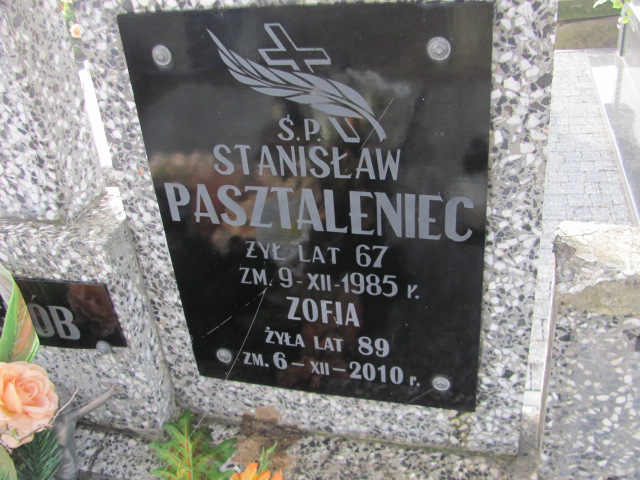 Ś.P.
STANISŁAW
PASZTALENIEC
ŻYŁ LAT 67
ZM. 9-XII-1985 r.
ZOFIA
ŻYŁA LAT 89
ZM. 6-XII-2010 r.
ÓB